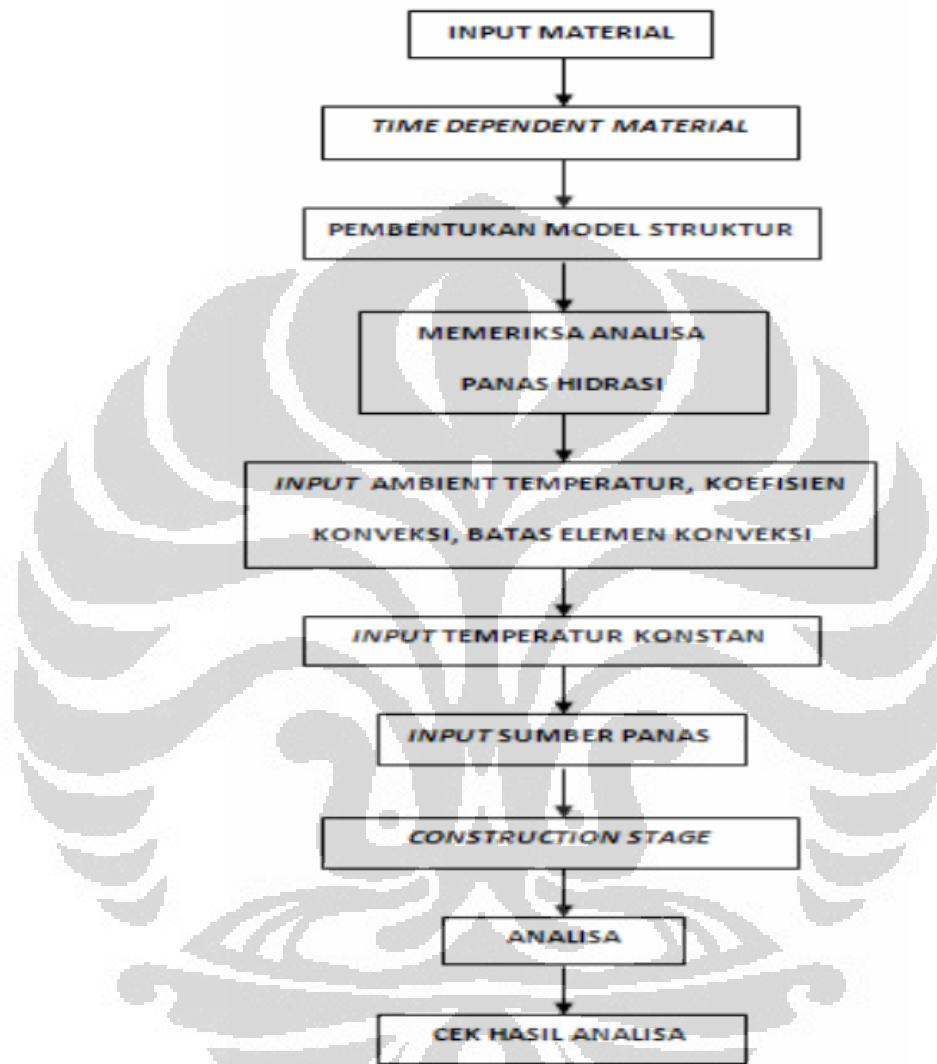 INPUT MATERIAL
TIME DEPENDENT MATERIAL
PEMBENTUKAN MODEL STRUKTUR
MEMERIKSA ANALISA
PANAS HIDRASI
INPUT AMBIENT TEMPERATUR, KOEFISIEN
KONVEKSI, BATAS ELEMEN KONVEKSI
INPUT TEMPERATUR KONSTAN
INPUT SUMBER PANAS
CONSTRUCTION STAGE
ANALISA
CEK HASIL ANALISA